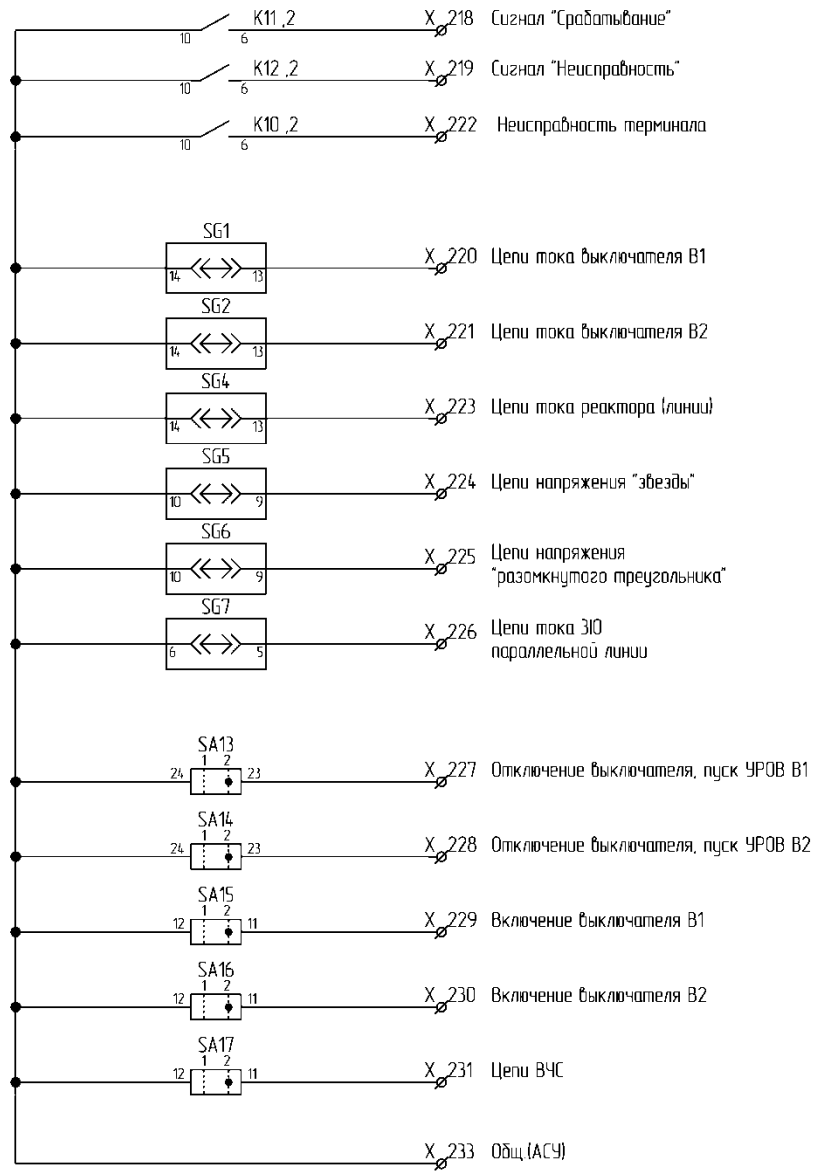 K11 ,2 X 218 Сигнал "Срабатывание"
10 6
K12 ,2 X 219 Сигнал "Неисправность"
10 6
K10 ,2 X 222 Неисправность терминала
10 6
SG1
X 220 Цепи тока выключателя В1
14 13
SG2
X 221 Цепи тока выключателя В2
14 13
SG4
X 223 Цепи тока реактора (линии)
14 13
SG5
X 224 Цепи напряжения "звезды"
10 9
SG6
X 225 Цепи напряжения
"разомкнутого треугольника"
10 9
SG7
X 226 Цепи тока 3I0
параллельной линии
6 5
SA13
1 2
24 23 X 227 Отключение выключателя, пуск УРОВ В1
SA14
1 2
24 23 X 228 Отключение выключателя, пуск УРОВ В2
SA15
1 2
12 11 X 229 Включение выключателя В1
SA16
1 2
12 11 X 230 Включение выключателя В2
SA17
1 2
12 11 X 231 Цепи ВЧС
X 233 Общ.(АСУ)